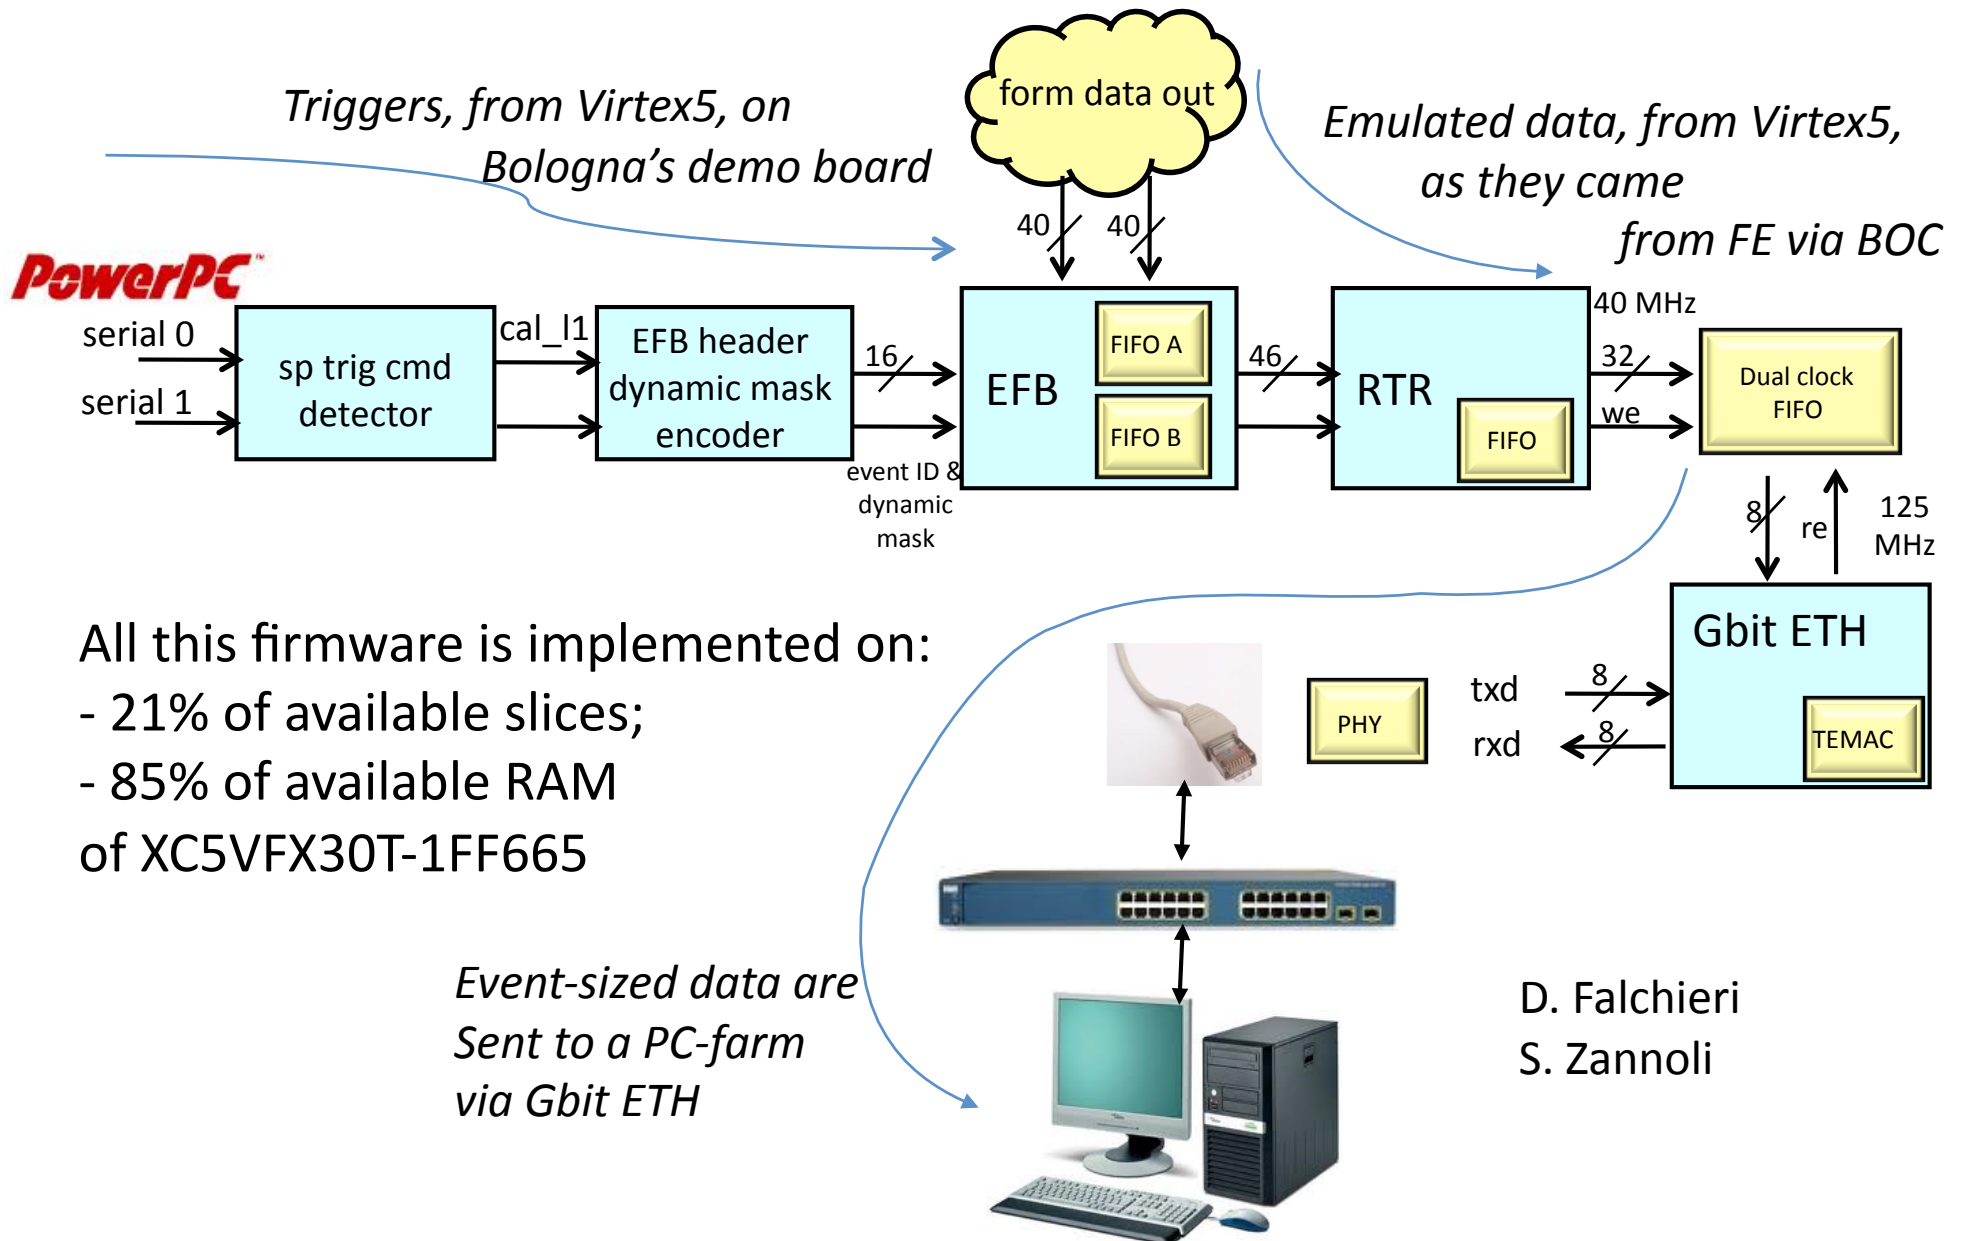 form data out
Triggers, from Virtex5, on
Bologna’s demo board
Emulated data, from Virtex5,
as they came
from FE via BOC
40
40
PowerPC™
serial 0
serial 1
sp trig cmd
detector
cal_l1
EFB header
dynamic mask
encoder
16
event ID &
dynamic
mask
EFB
FIFO A
FIFO B
46
RTR
FIFO
40 MHz
32
we
Dual clock
FIFO
8
re
125
MHz
Gbit ETH
TEMAC
txd
8
rxd
8
PHY
All this firmware is implemented on:
- 21% of available slices;
- 85% of available RAM
of XC5VFX30T-1FF665
Event-sized data are
Sent to a PC-farm
via Gbit ETH
D. Falchieri
S. Zannoli